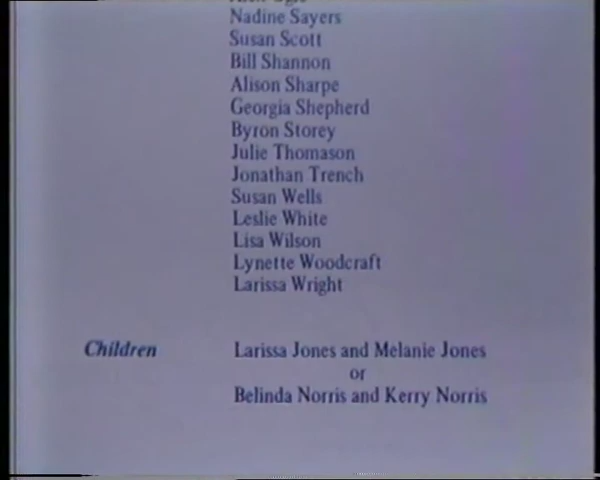 Nadine Sayers
Susan Scott
Bill Shannon
Alison Sharpe
Georgia Shepherd
Byron Storey
Julie Thomason
Jonathan Trench
Susan Wells
Leslie White
Lisa Wilson
Lynette Woodcraft
Larissa Wright
Children Larissa Jones and Melanie Jones
or
Belinda Norris and Kerry Norris